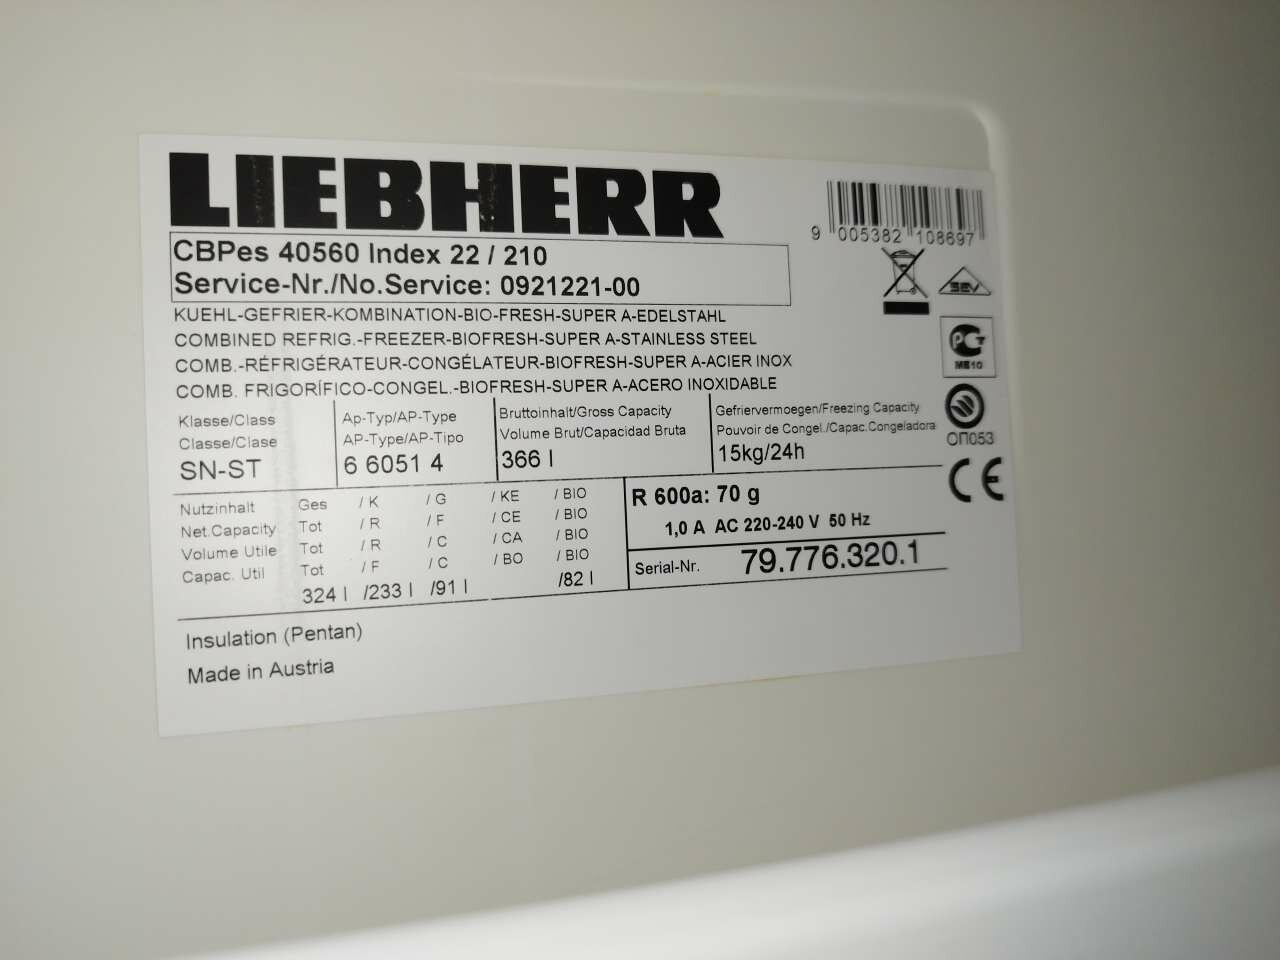 LIEBHERR
9 005382 108697
CBPes 40560 Index 22 / 210
Service-Nr./No.Service: 0921221-00
KUEHL-GEFRIER-KOMBINATION-BIO-FRESH-SUPER A-EDELSTAHL
COMBINED REFRIG.-FREEZER-BIOFRESH-SUPER A-STAINLESS STEEL
COMB.-RÉFRIGÉRATEUR-CONGÉLATEUR-BIOFRESH-SUPER A-ACIER INOX
COMB. FRIGORÍFICO-CONGEL.-BIOFRESH-SUPER A-ACERO INOXIDABLE
SEV
PCT
ME10
ОП053
CE
Klasse/Class
Classe/Clase
SN-ST
Ap-Typ/AP-Type
AP-Type/AP-Tipo
6 6051 4
Bruttoinhalt/Gross Capacity
Volume Brut/Capacidad Bruta
366 l
Gefriervermoegen/Freezing Capacity
Pouvoir de Congel./Capac.Congeladora
15kg/24h
Nutzinhalt Ges / K / G / KE / BIO
Net.Capacity Tot / R / F / CE / BIO
Volume Utile Tot / R / C / CA / BIO
Capac. Util Tot / F / C / BO / BIO
324 l /233 l /91 l /82 l
R 600a: 70 g
1,0 A AC 220-240 V 50 Hz
Serial-Nr. 79.776.320.1
Insulation (Pentan)
Made in Austria